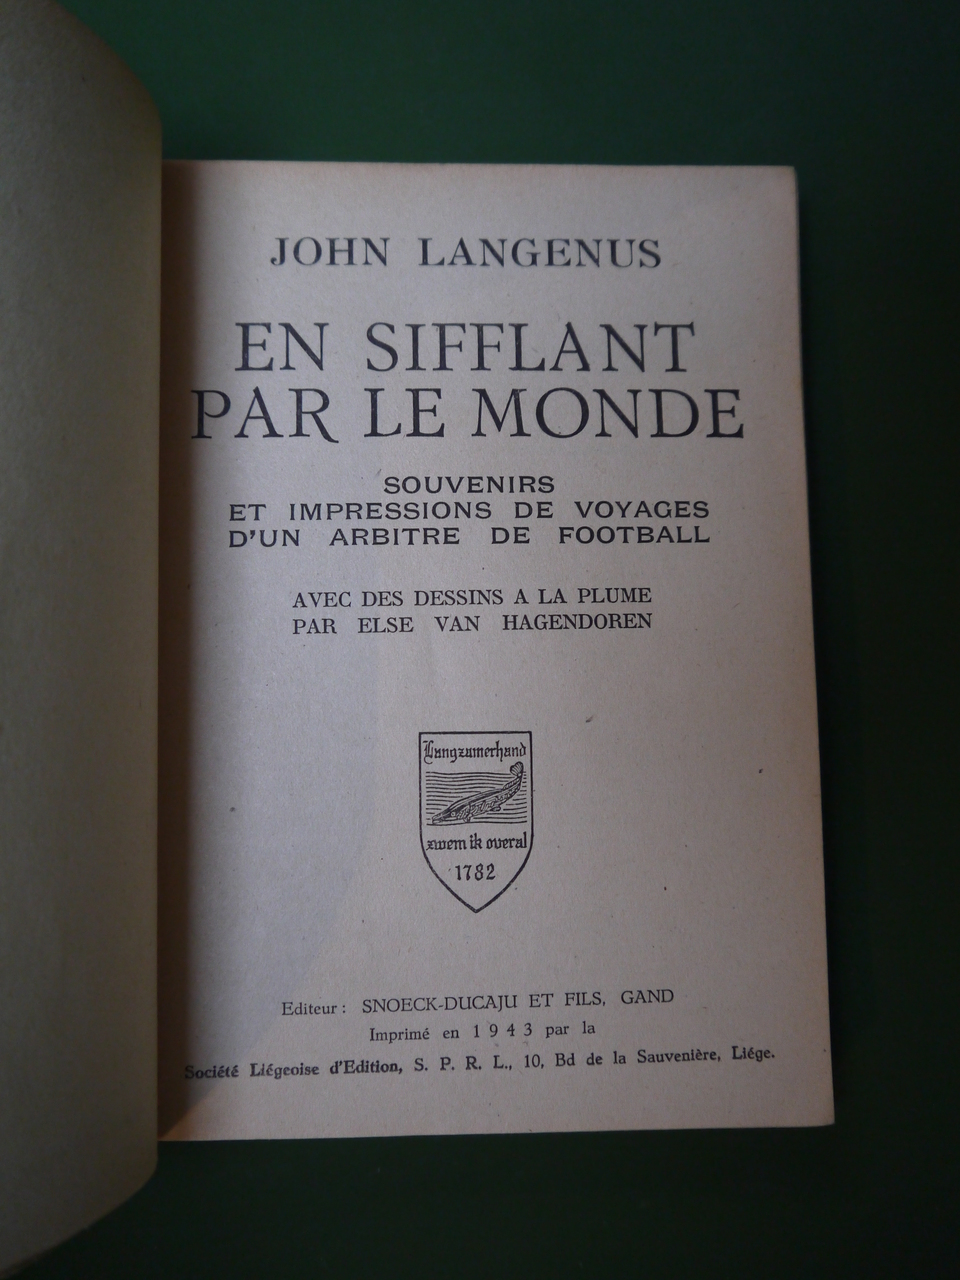 JOHN LANGENUS
EN SIFFLANT
PAR LE MONDE
SOUVENIRS
ET IMPRESSIONS DE VOYAGES
D'UN ARBITRE DE FOOTBALL
AVEC DES DESSINS A LA PLUME
PAR ELSE VAN HAGENDOREN
Langzamerhand
zwem ik overal
1782
Editeur : SNOECK-DUCAJU ET FILS, GAND
Imprimé en 1943 par la
Société Liégeoise d'Edition, S. P. R. L., 10, Bd de la Sauvenière, Liége.